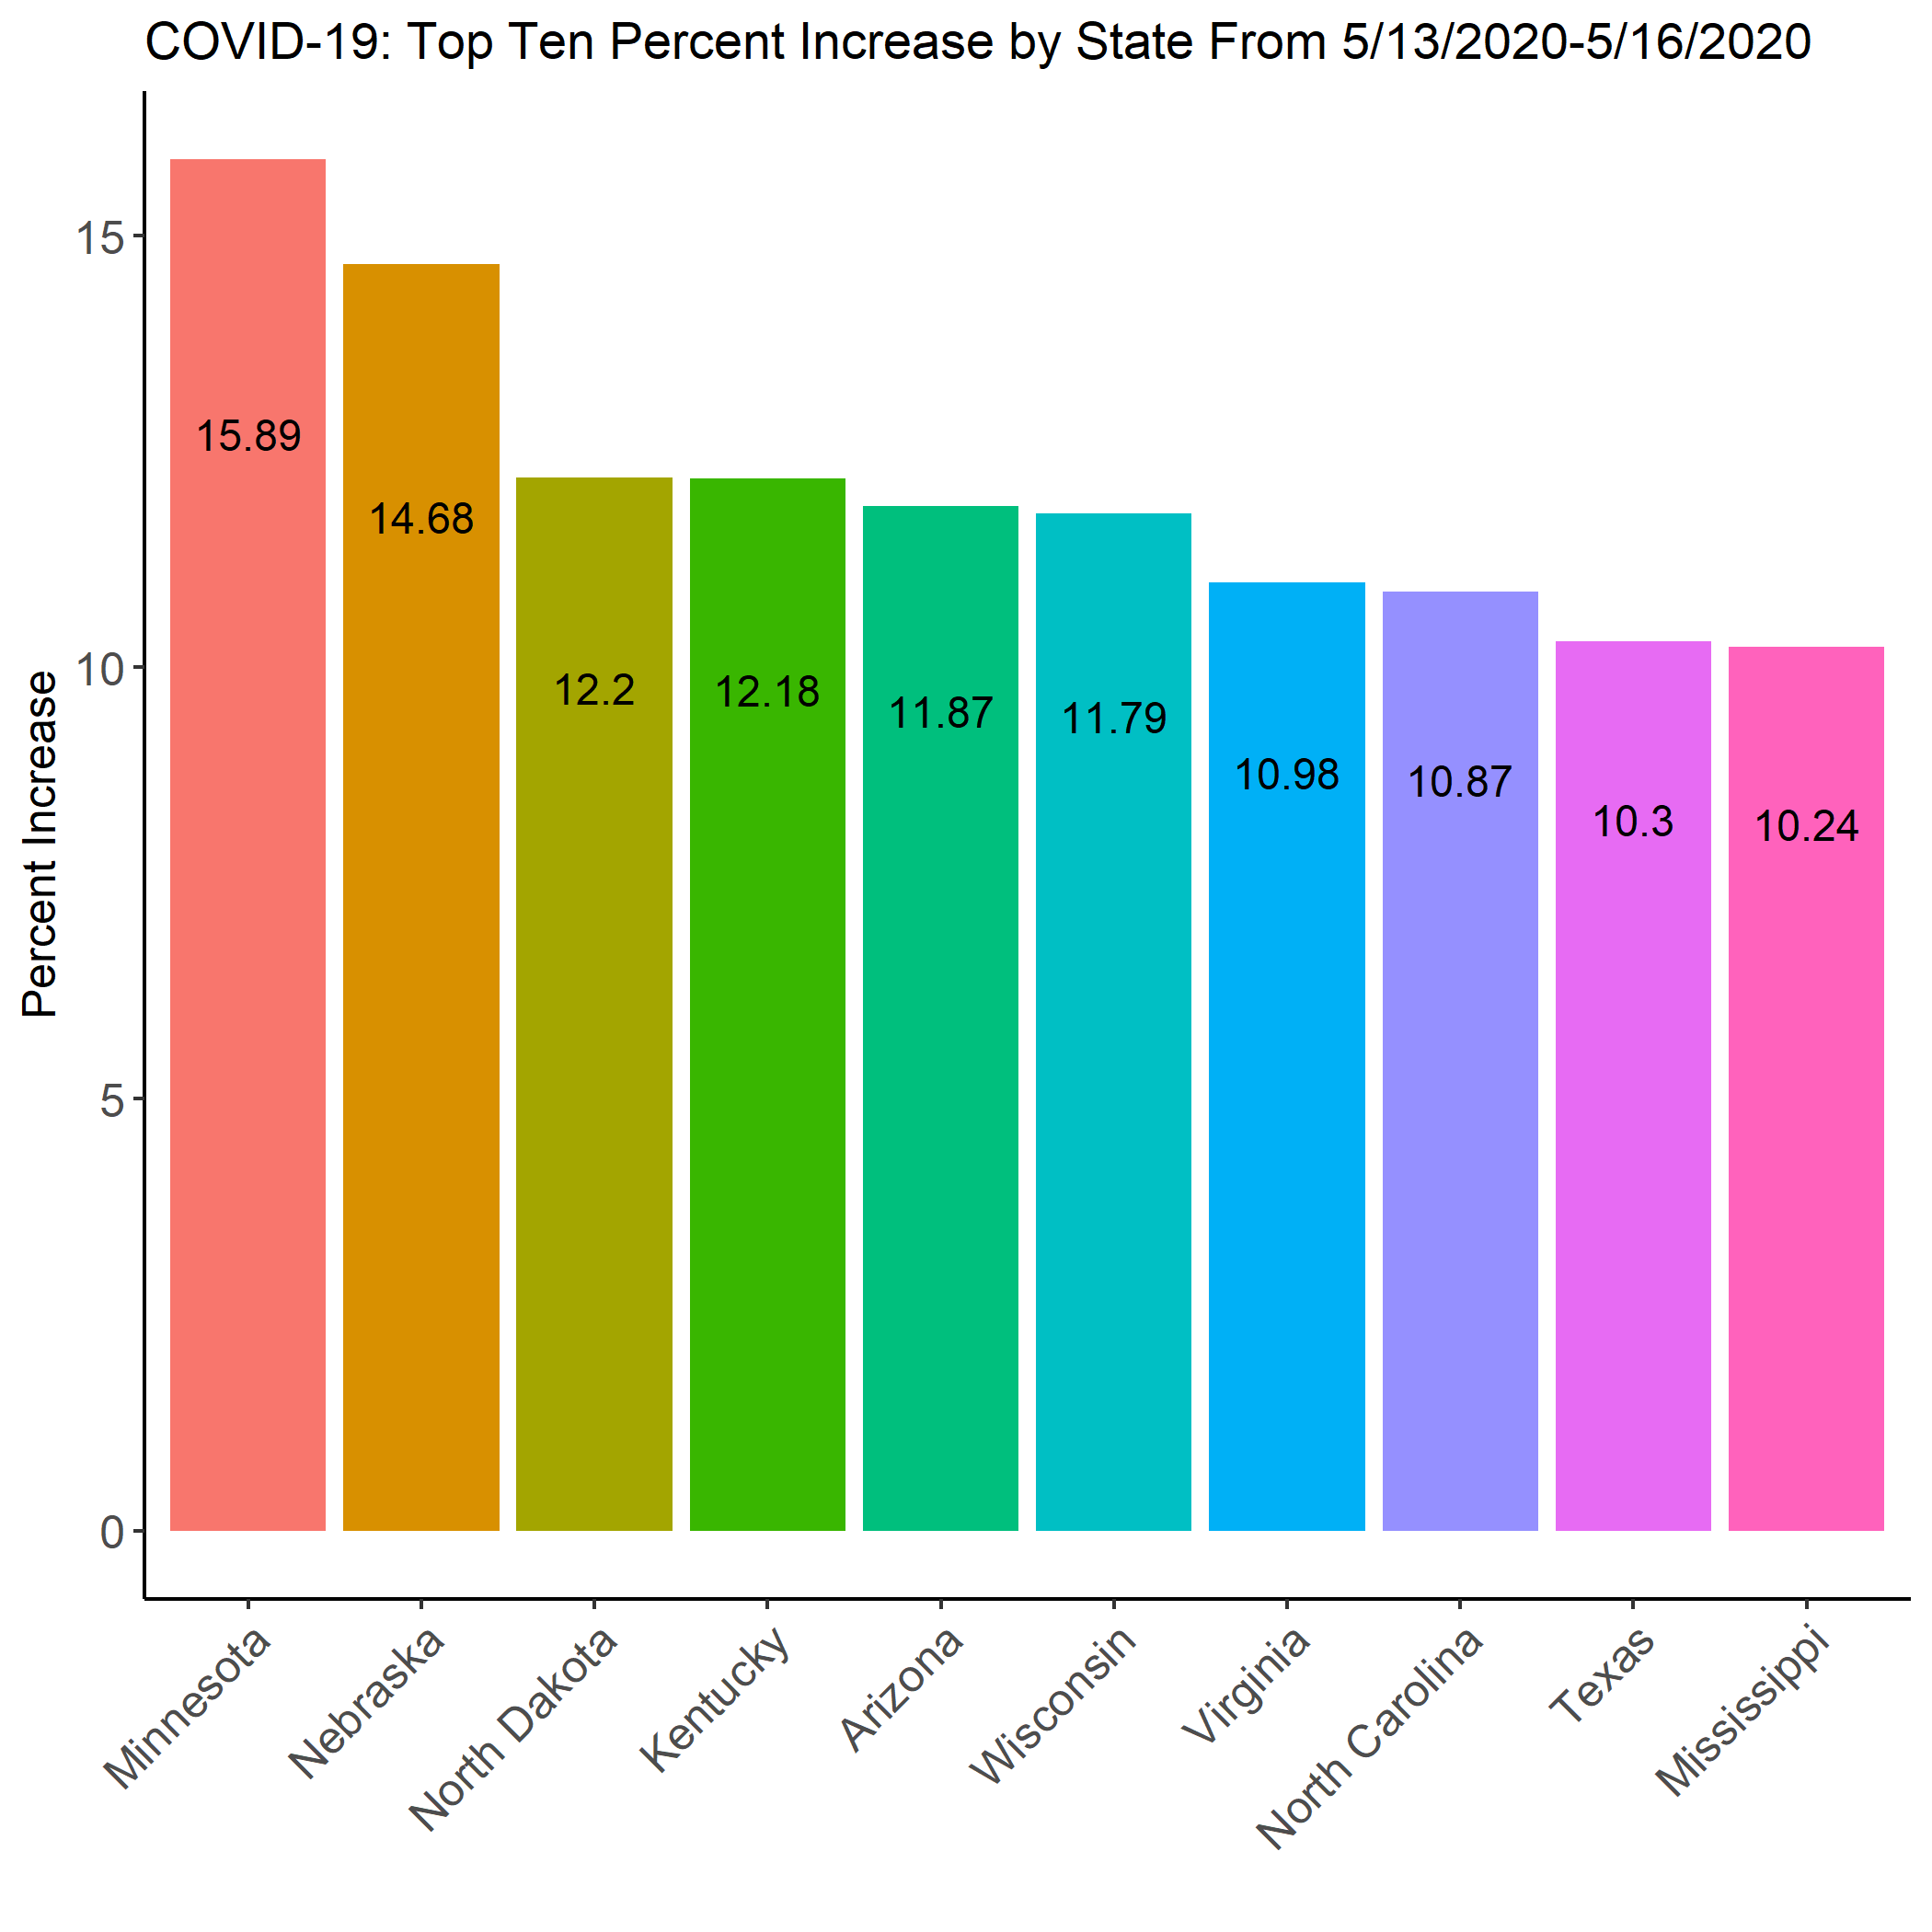 COVID-19: Top Ten Percent Increase by State From 5/13/2020-5/16/2020
Percent Increase
15
10
5
0
15.89
14.68
12.2
12.18
11.87
11.79
10.98
10.87
10.3
10.24
Minnesota
Nebraska
North Dakota
Kentucky
Arizona
Wisconsin
Virginia
North Carolina
Texas
Mississippi